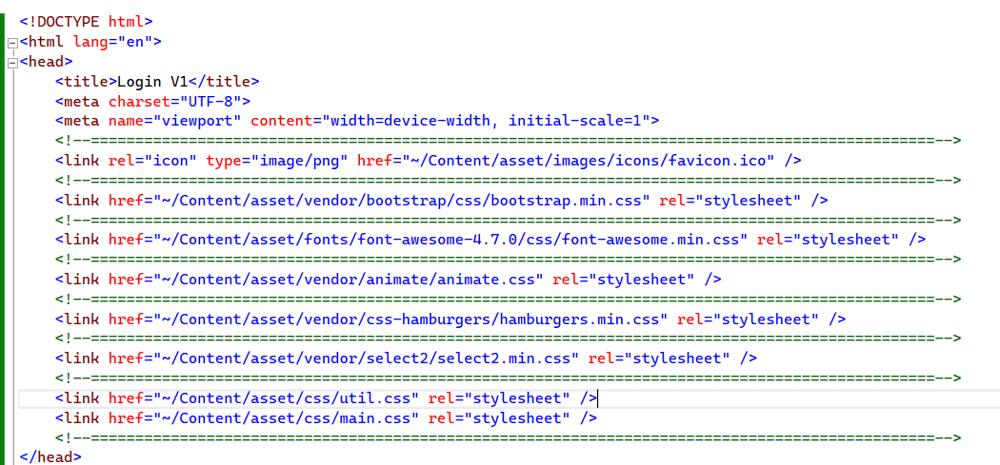 <!DOCTYPE html>
<html lang="en">
<head>
    <title>Login V1</title>
    <meta charset="UTF-8">
    <meta name="viewport" content="width=device-width, initial-scale=1">
    <!--===============================================================================================-->
    <link rel="icon" type="image/png" href="~/Content/asset/images/icons/favicon.ico" />
    <!--===============================================================================================-->
    <link href="~/Content/asset/vendor/bootstrap/css/bootstrap.min.css" rel="stylesheet" />
    <!--===============================================================================================-->
    <link href="~/Content/asset/fonts/font-awesome-4.7.0/css/font-awesome.min.css" rel="stylesheet" />
    <!--===============================================================================================-->
    <link href="~/Content/asset/vendor/animate/animate.css" rel="stylesheet" />
    <!--===============================================================================================-->
    <link href="~/Content/asset/vendor/css-hamburgers/hamburgers.min.css" rel="stylesheet" />
    <!--===============================================================================================-->
    <link href="~/Content/asset/vendor/select2/select2.min.css" rel="stylesheet" />
    <!--===============================================================================================-->
    <link href="~/Content/asset/css/util.css" rel="stylesheet" />
    <link href="~/Content/asset/css/main.css" rel="stylesheet" />
    <!--===============================================================================================-->
</head>